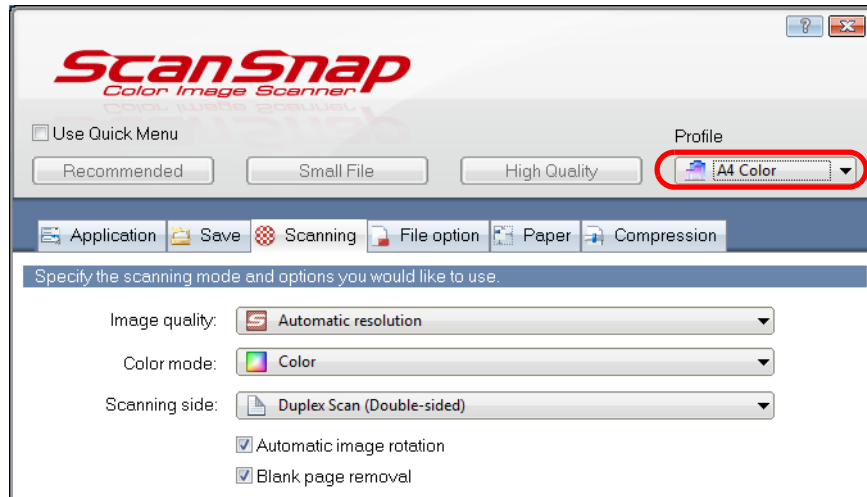 ScanSnap
Color Image Scanner
Use Quick Menu
Profile
Recommended Small File High Quality A4 Color
Application Save Scanning File option Paper Compression
Specify the scanning mode and options you would like to use.
Image quality: Automatic resolution
Color mode: Color
Scanning side: Duplex Scan (Double-sided)
Automatic image rotation
Blank page removal